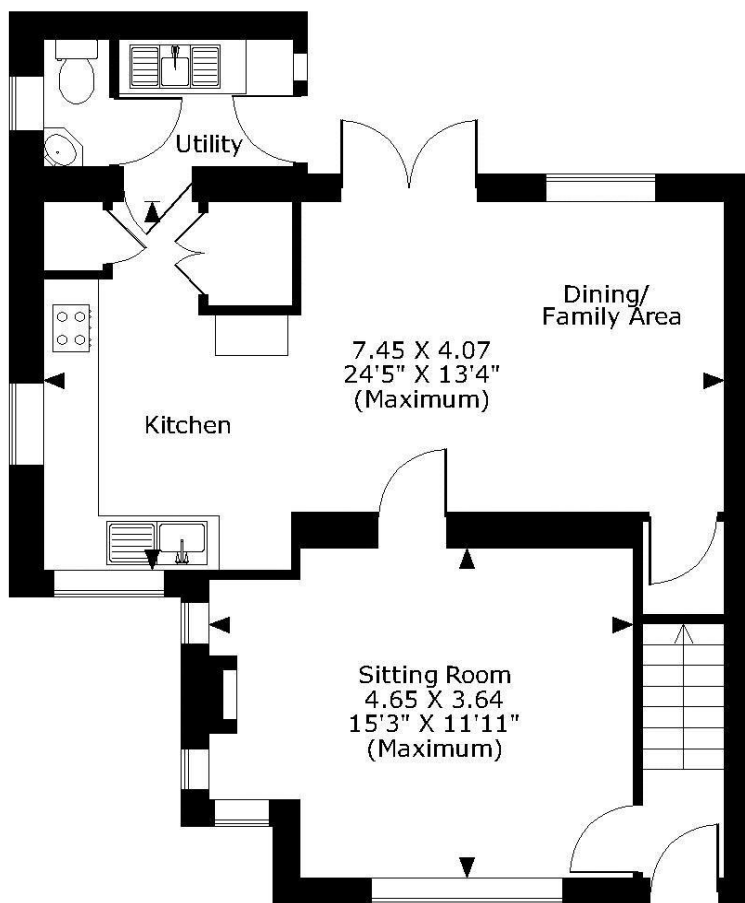 Utility
Dining/
Family Area
7.45 X 4.07
24'5" X 13'4"
(Maximum)
Kitchen
Sitting Room
4.65 X 3.64
15'3" X 11'11"
(Maximum)